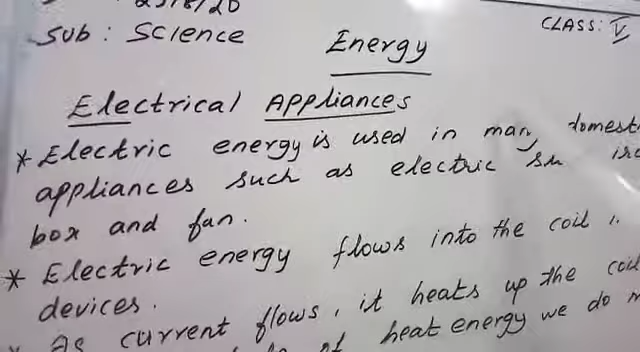 SUB : Science
CLASS: V
Energy
Electrical Appliances
* Electric energy is used in many
appliances such as electric
box and fan.
* Electric energy flows into the coil
devices.
As current flows, it heats up the
of heat energy we do